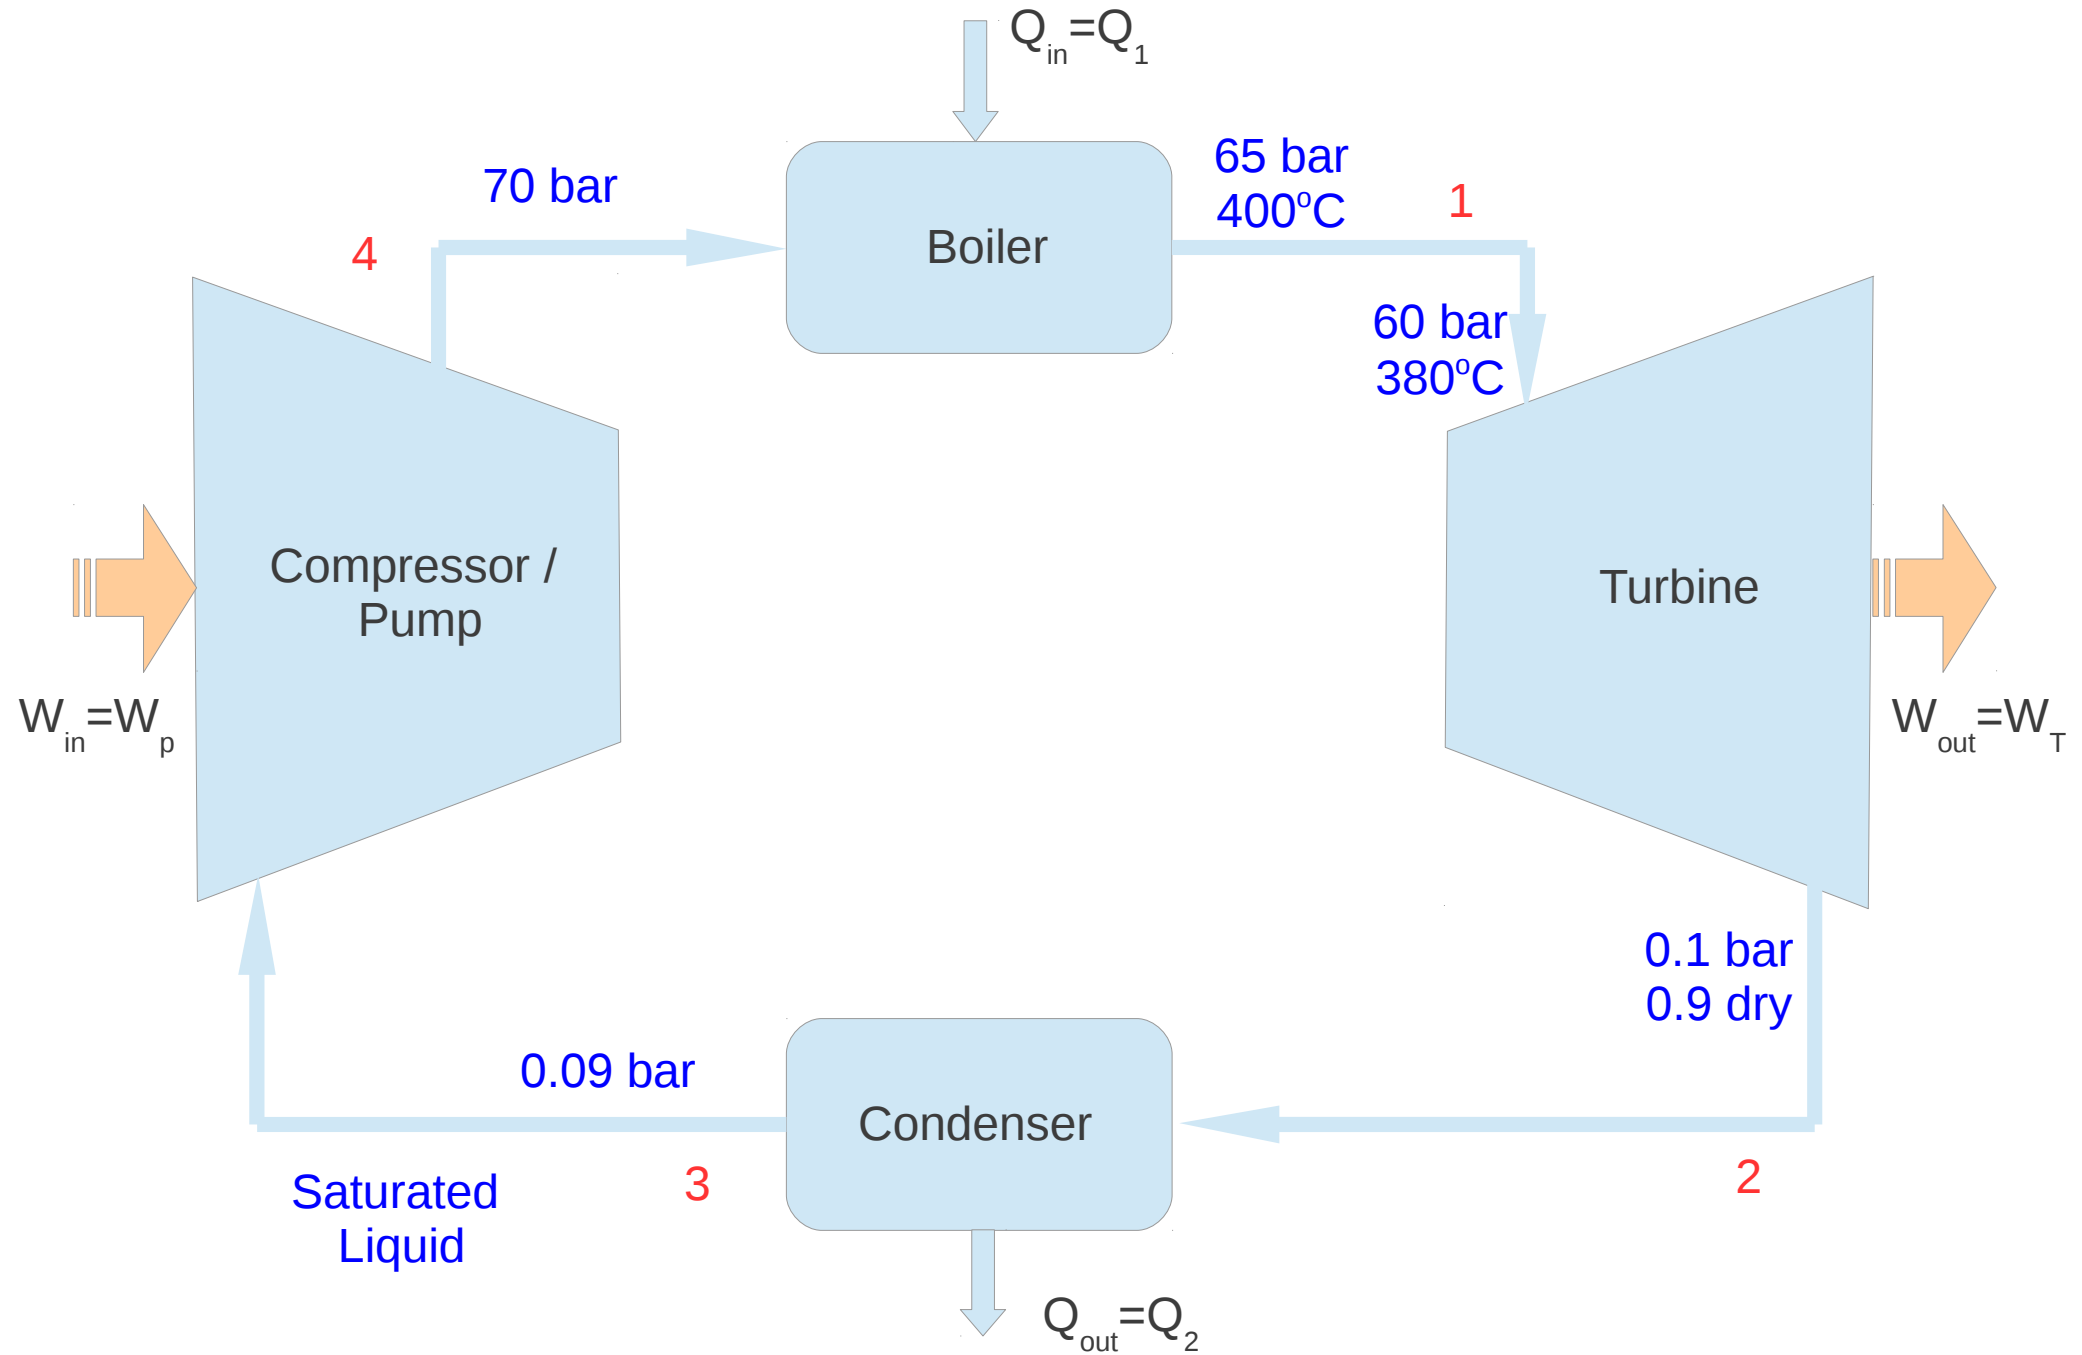 Q_in=Q_1
70 bar
65 bar
400°C
1
4
Boiler
60 bar
380°C
Compressor /
Pump
Turbine
W_in=W_p
W_out=W_T
0.1 bar
0.9 dry
0.09 bar
Condenser
Saturated
Liquid
3
2
Q_out=Q_2